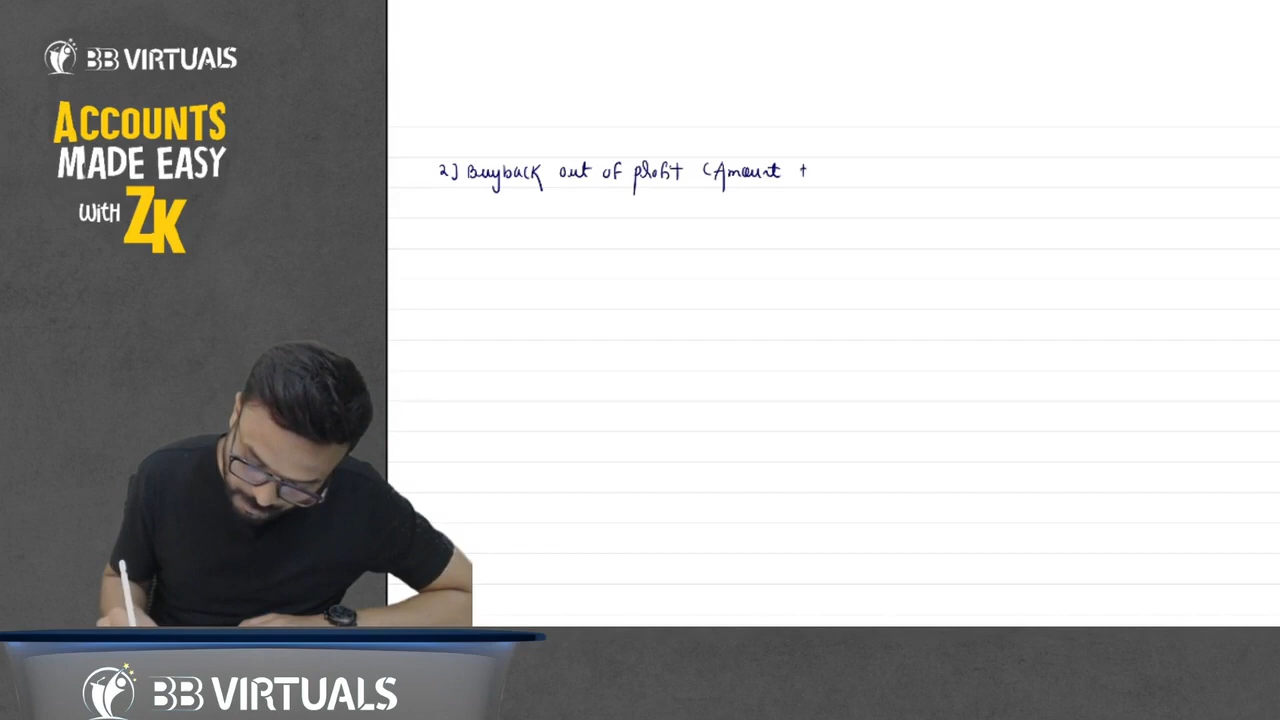 BB VIRTUALS
ACCOUNTS
MADE EASY
WITH ZK
2] Buyback out of profit (Amount t
BB VIRTUALS